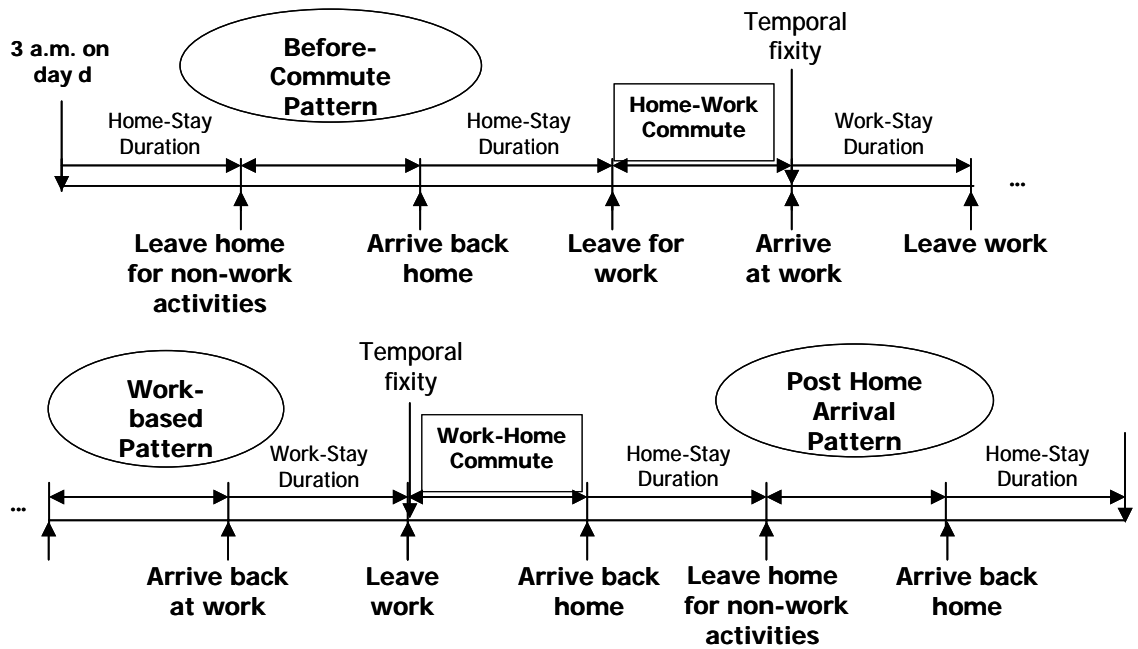 3 a.m. on
day d
Before-
Commute
Pattern
Temporal
fixity
Home-Stay
Duration
Home-Stay
Duration
Home-Work
Commute
Work-Stay
Duration
...
Leave home
for non-work
activities
Arrive back
home
Leave for
work
Arrive
at work
Leave work
Work-
based
Pattern
Temporal
fixity
Post Home
Arrival
Pattern
Work-Stay
Duration
Work-Home
Commute
Home-Stay
Duration
Home-Stay
Duration
...
Arrive back
at work
Leave
work
Arrive back
home
Leave home
for non-work
activities
Arrive back
home